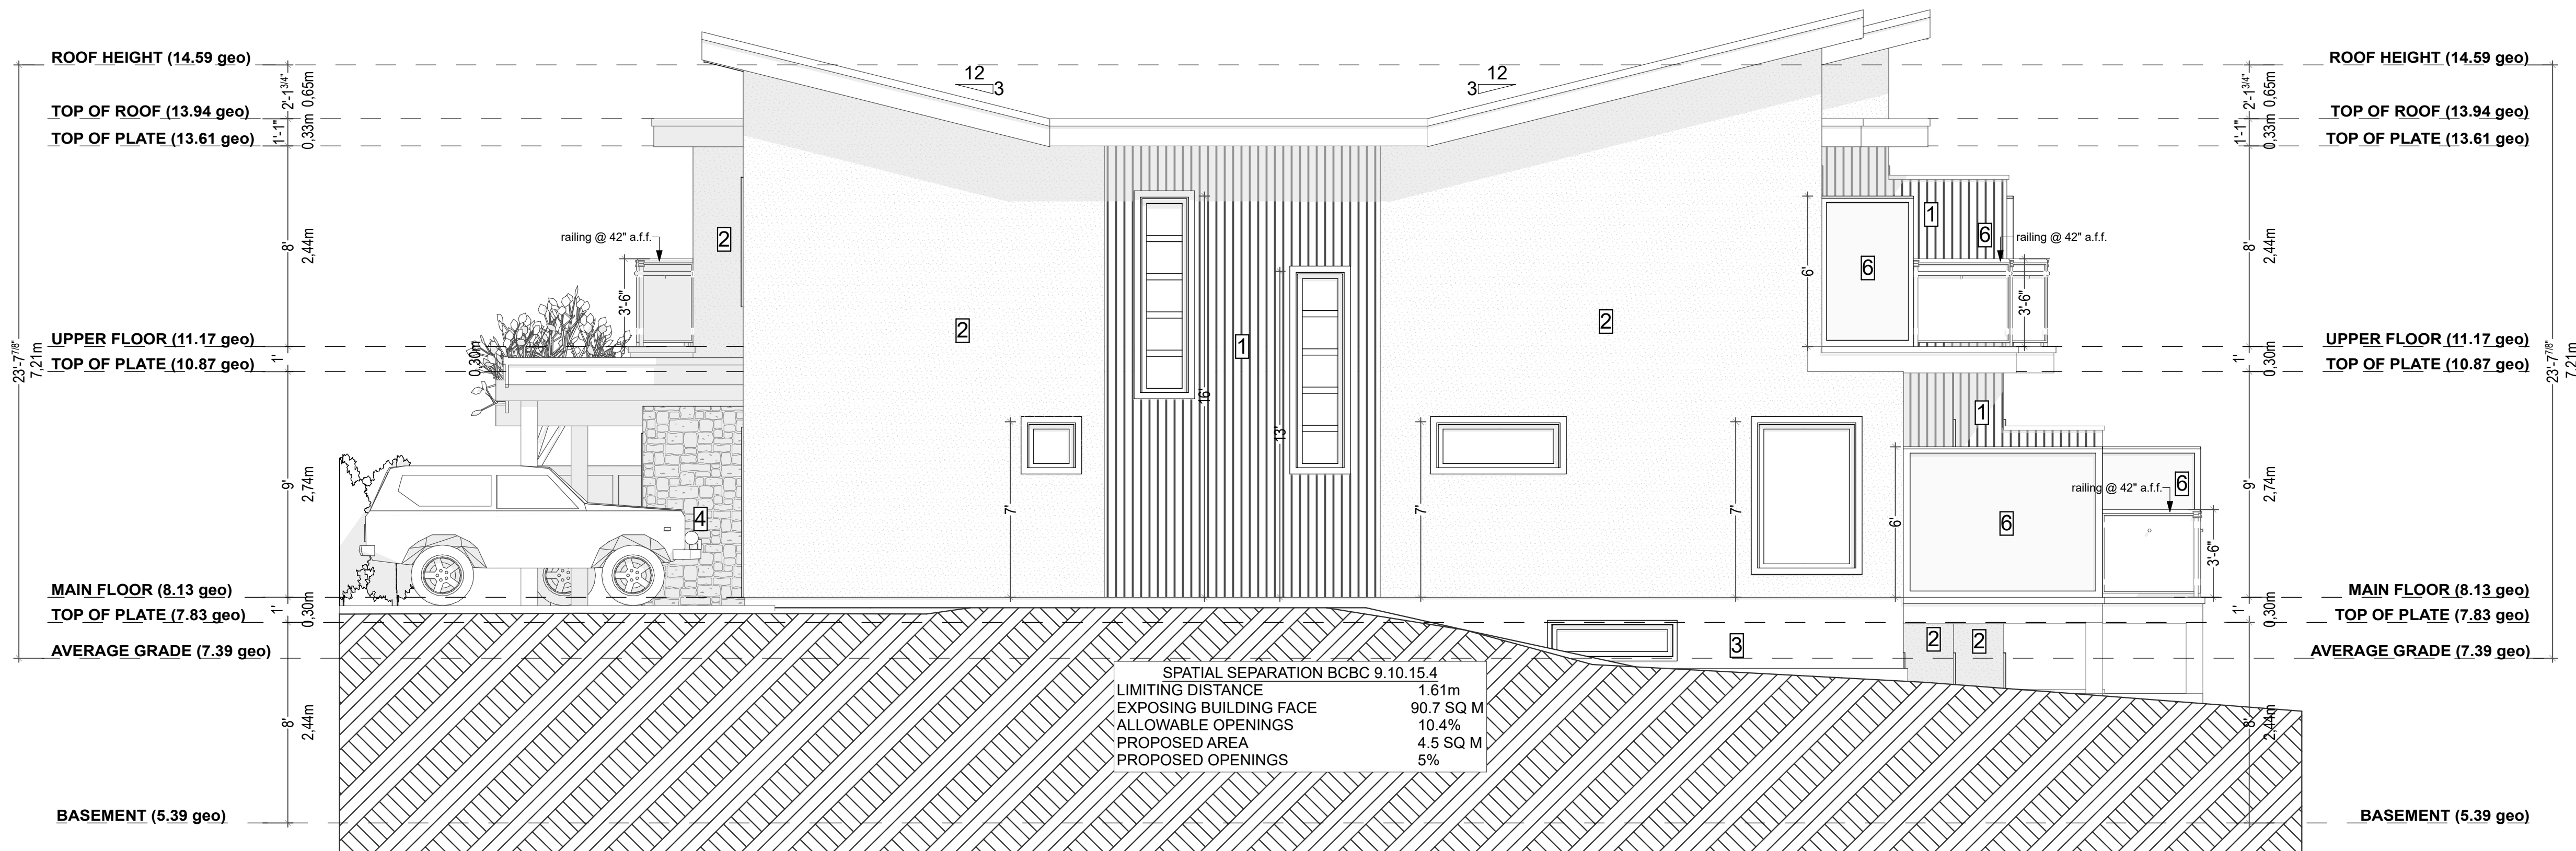 ROOF HEIGHT (14.59 geo)
2'-1 3/4" 0,65m
TOP OF ROOF (13.94 geo)
1'-1" 0,33m
TOP OF PLATE (13.61 geo)
8' 2,44m
UPPER FLOOR (11.17 geo)
1' 0,30m
TOP OF PLATE (10.87 geo)
23'-7 7/8" 7,21m
9' 2,74m
MAIN FLOOR (8.13 geo)
1' 0,30m
TOP OF PLATE (7.83 geo)
AVERAGE GRADE (7.39 geo)
8' 2,44m
BASEMENT (5.39 geo)
12
3
12
3
railing @ 42" a.f.f.
3'-6"
2
4
2
1
2
7'
16'
13'
7'
7'
3
6'
6
1
6
railing @ 42" a.f.f.
3'-6"
1
6'
6
railing @ 42" a.f.f.
6
3'-6"
2
2
SPATIAL SEPARATION BCBC 9.10.15.4
LIMITING DISTANCE 1.61m
EXPOSING BUILDING FACE 90.7 SQ M
ALLOWABLE OPENINGS 10.4%
PROPOSED AREA 4.5 SQ M
PROPOSED OPENINGS 5%
ROOF HEIGHT (14.59 geo)
2'-1 3/4" 0,65m
TOP OF ROOF (13.94 geo)
1'-1" 0,33m
TOP OF PLATE (13.61 geo)
8' 2,44m
UPPER FLOOR (11.17 geo)
1' 0,30m
TOP OF PLATE (10.87 geo)
23'-7 7/8" 7,21m
9' 2,74m
MAIN FLOOR (8.13 geo)
1' 0,30m
TOP OF PLATE (7.83 geo)
AVERAGE GRADE (7.39 geo)
8' 2,44m
BASEMENT (5.39 geo)